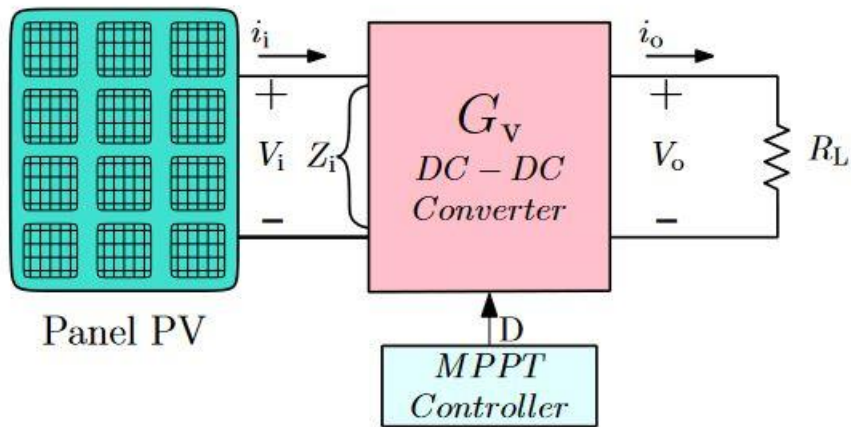 i_i
i_o
+
+
G_v
V_i
Z_i
DC – DC
V_o
R_L
Converter
–
–
Panel PV
D
MPPT
Controller